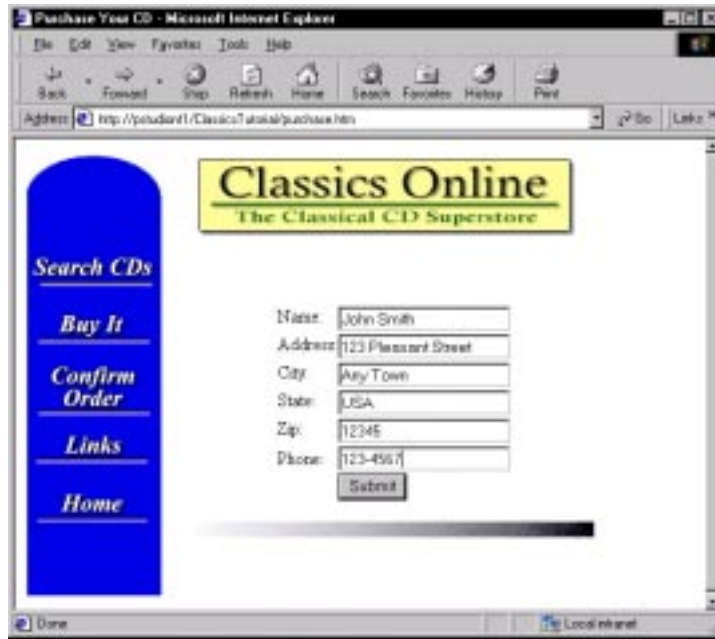 Purchase Your CD - Microsoft Internet Explorer
File Edit View Favorites Tools Help
Back Forward Stop Refresh Home Search Favorites History Print
Address http://pstudent1/ClassicsTutorial/purchase.htm Go Links
Classics Online
The Classical CD Superstore
Search CDs
Buy It
Confirm
Order
Links
Home
Name: John Smith
Address 123 Pleasant Street
City: Any Town
State: USA
Zip: 12345
Phone: 123-4567
Submit
Done Local intranet